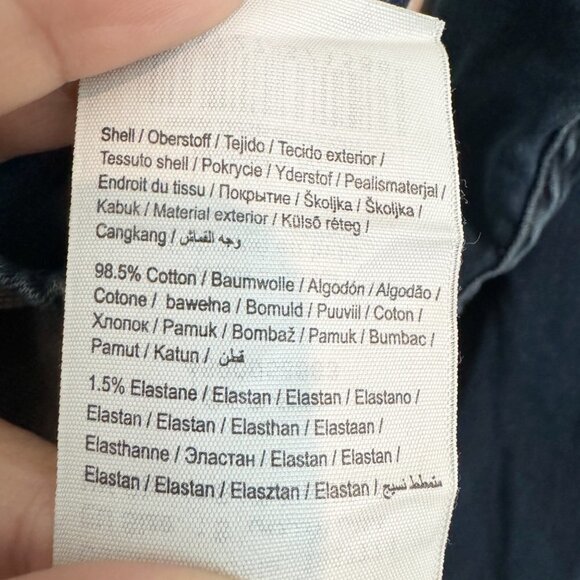 Shell / Oberstoff / Tejido / Tecido exterior /
Tessuto shell / Pokrycie / Yderstof / Pealismaterjal /
Endroit du tissu / Покрытие / Školjka / Školjka /
Kabuk / Material exterior / Külsõ réteg /
Cangkang / وجه القماش
98.5% Cotton / Baumwolle / Algodón / Algodão /
Cotone / bawełna / Bomuld / Puuviil / Coton /
Хлопок / Pamuk / Bombaž / Pamuk / Bumbac /
Pamut / Katun / قطن
1.5% Elastane / Elastan / Elastan / Elastano /
Elastan / Elastan / Elasthan / Elastaan /
Elasthanne / Эластан / Elastan / Elastan /
Elastan / Elastan / Elasztan / Elastan / متمطط نسيج